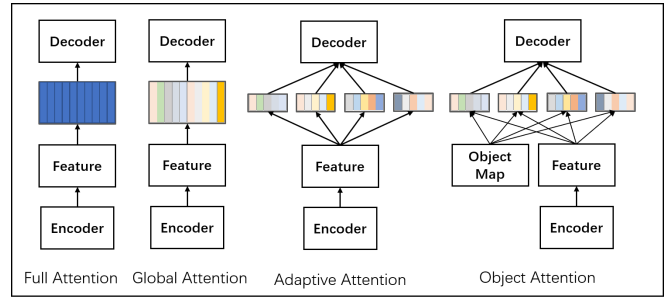 Decoder
Decoder
Decoder
Decoder
Feature
Feature
Feature
Object
Map
Feature
Encoder
Encoder
Encoder
Encoder
Full Attention
Global Attention
Adaptive Attention
Object Attention